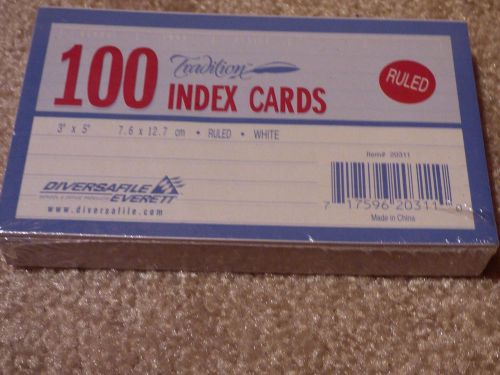 Tradition
100 INDEX CARDS
RULED
3" x 5" 7.6 x 12.7 cm • RULED • WHITE
Item# 20311
DIVERSAFILE
EVERETT
www.diversafile.com
7 17596 20311 0
Made in China